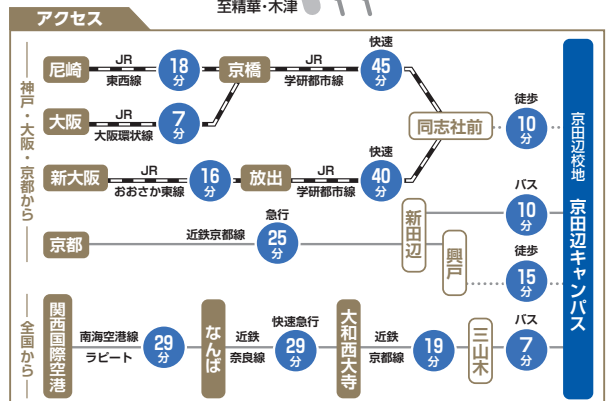 至精華・木津
アクセス
神戸・大阪・京都から
尼崎
JR
東西線
18分
京橋
JR
学研都市線
快速
45分
大阪
JR
大阪環状線
7分
同志社前
徒歩
10分
新大阪
JR
おおさか東線
16分
放出
JR
学研都市線
快速
40分
京都
近鉄京都線
急行
25分
新田辺
バス
10分
興戸
徒歩
15分
全国から
関西国際空港
南海空港線
ラピート
29分
なんば
近鉄
奈良線
快速急行
29分
大和西大寺
近鉄
京都線
19分
三山木
バス
7分
京田辺校地 京田辺キャンパス